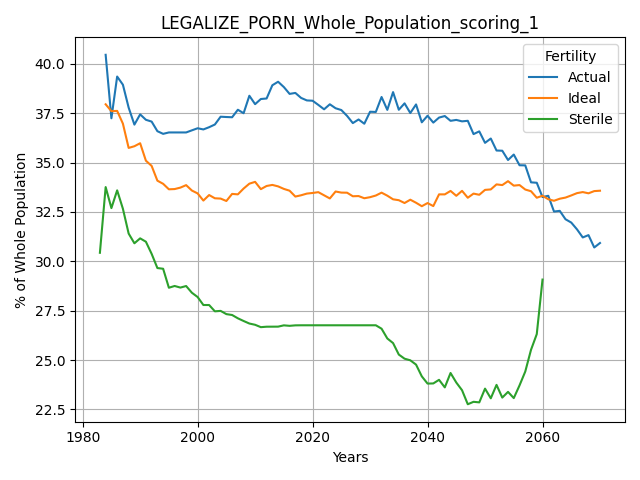 LEGALIZE_PORN_Whole_Population_scoring_1
Fertility
Actual
Ideal
Sterile
% of Whole Population
40.0
37.5
35.0
32.5
30.0
27.5
25.0
22.5
1980
2000
2020
2040
2060
Years